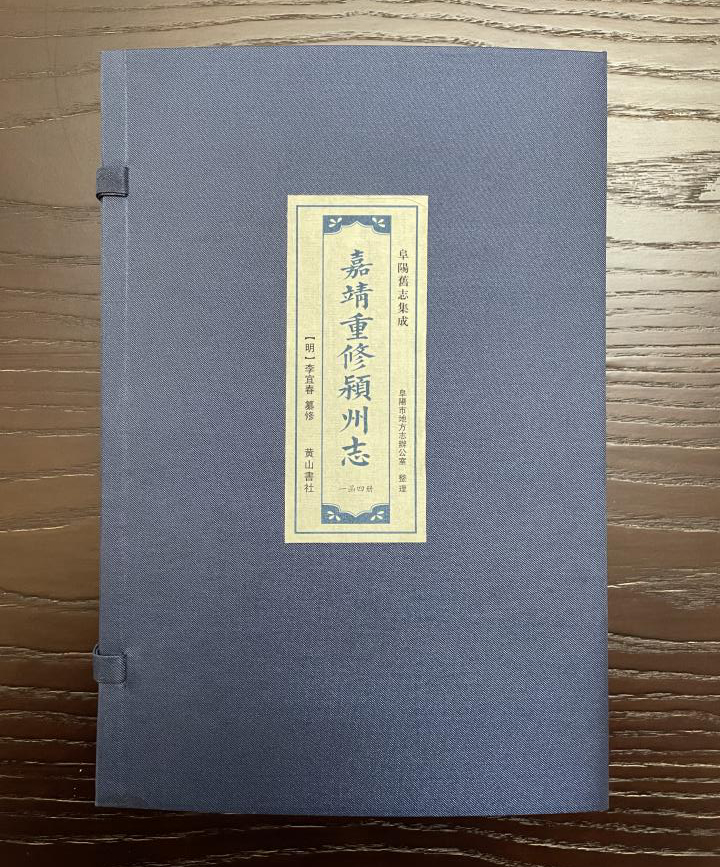 阜陽舊志集成
阜陽市地方志辦公室 整理
嘉靖重修潁州志
一函四册
【明】李宜春 纂修
黄山書社